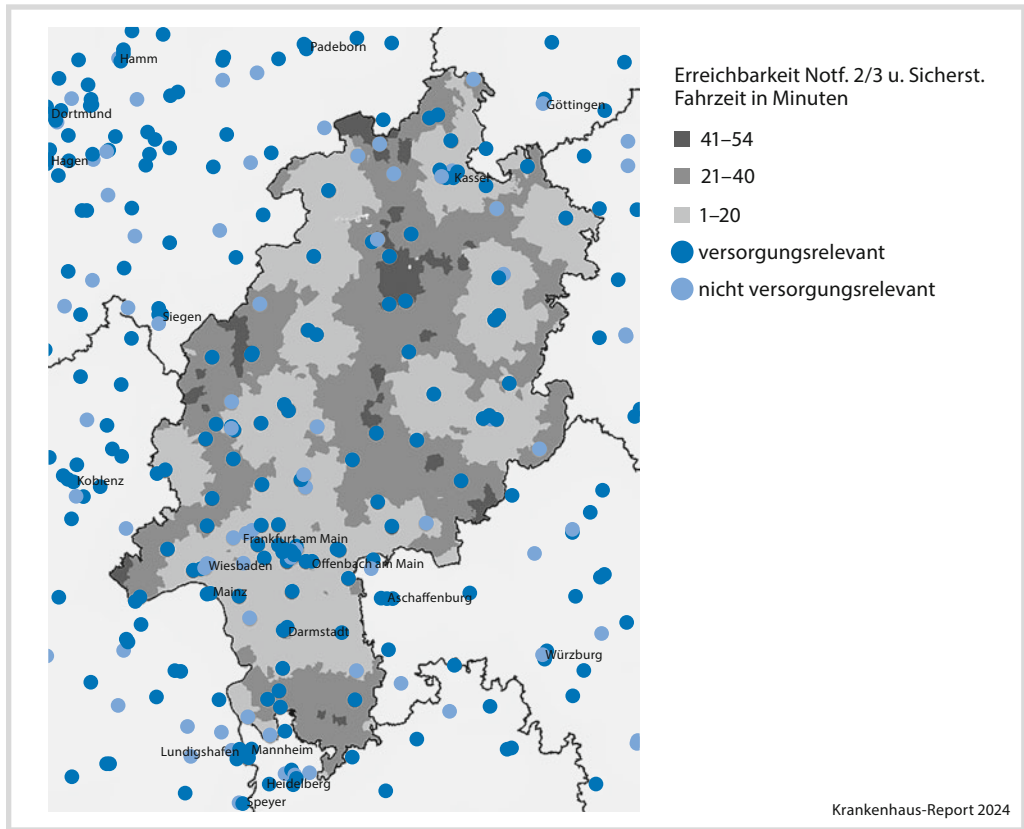 Padeborn
Hamm
Göttingen
Dortmund
Hagen
Kassel
Siegen
Koblenz
Frankfurt am Main
Wiesbaden
Offenbach am Main
Mainz
Aschaffenburg
Darmstadt
Würzburg
Lundigshafen
Mannheim
Heidelberg
Speyer
Erreichbarkeit Notf. 2/3 u. Sicherst.
Fahrzeit in Minuten
41–54
21–40
1–20
versorgungsrelevant
nicht versorgungsrelevant
Krankenhaus-Report 2024